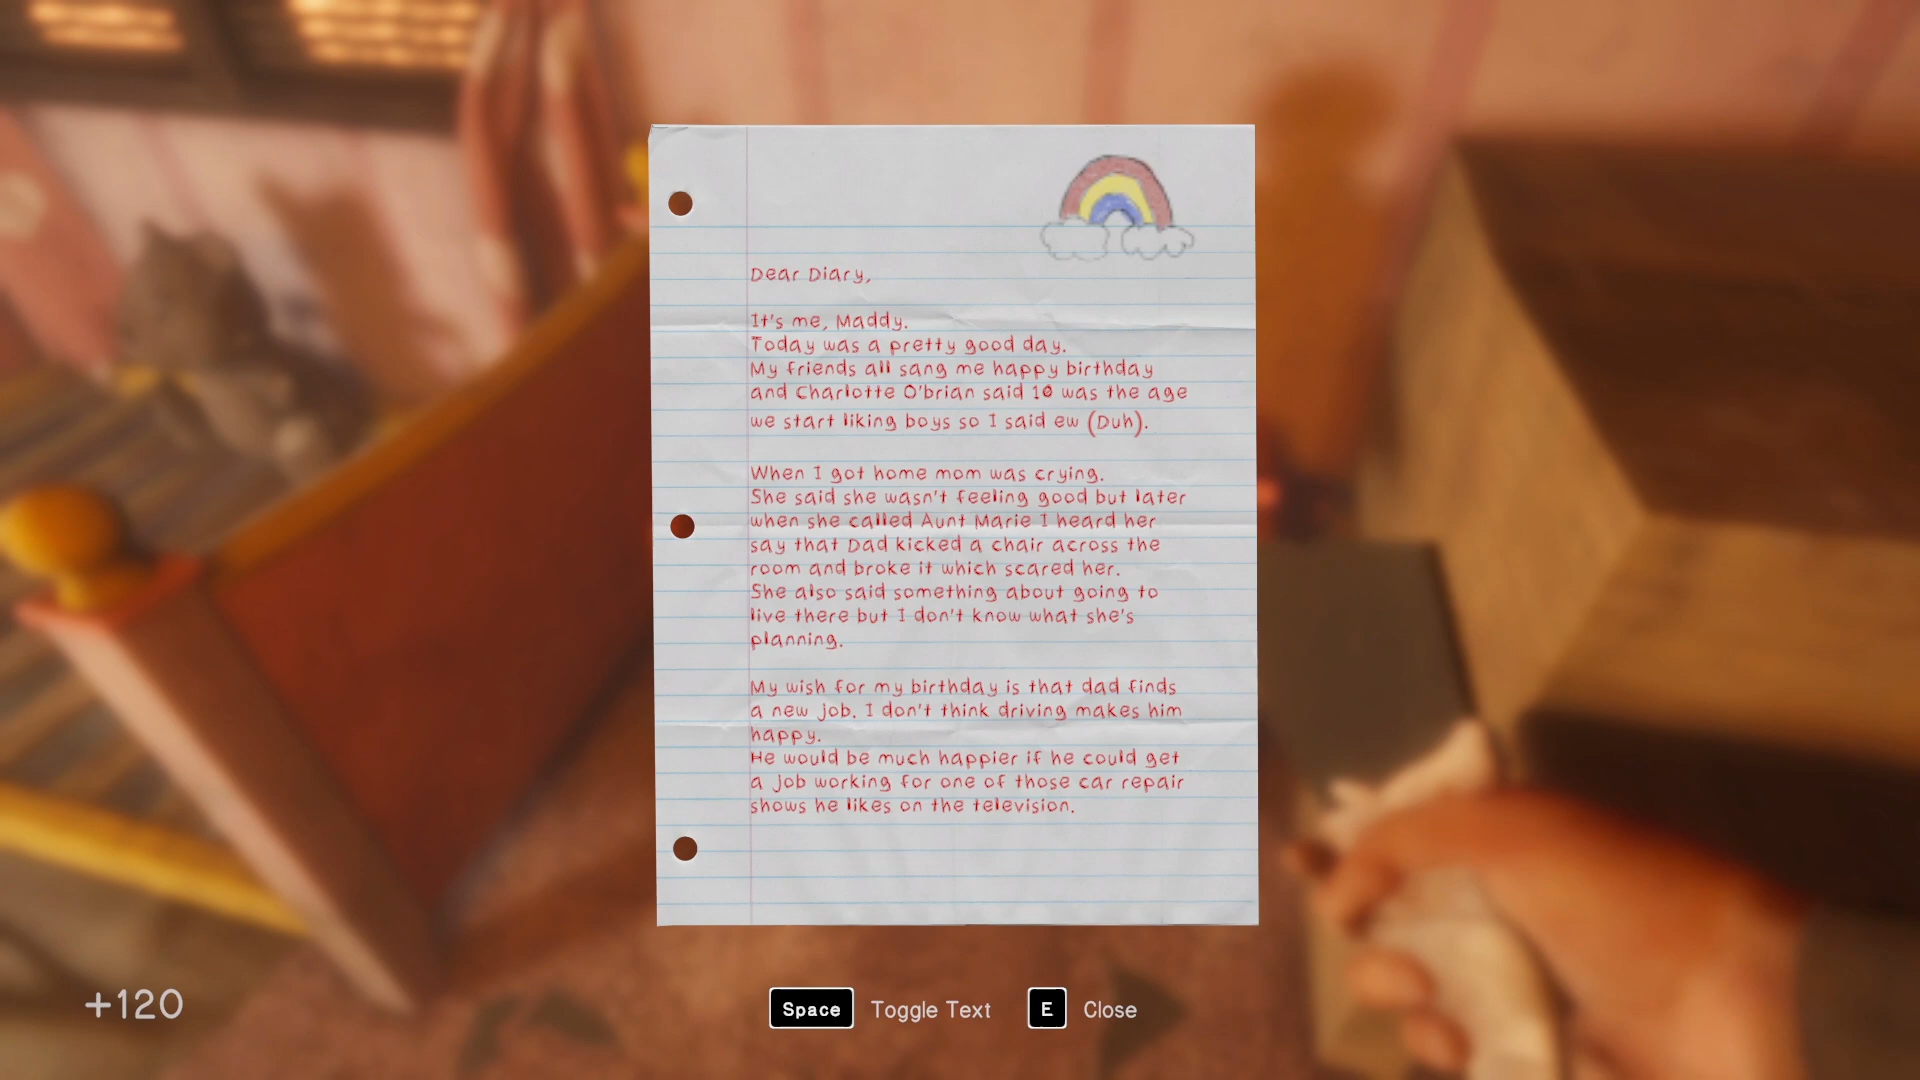 Dear Diary,
It's me, Maddy.
Today was a pretty good day.
My friends all sang me happy birthday
and Charlotte O'brian said 10 was the age
we start liking boys so I said ew (Duh).
When I got home mom was crying.
She said she wasn't feeling good but later
when she called Aunt Marie I heard her
say that Dad kicked a chair across the
room and broke it which scared her.
She also said something about going to
live there but I don't know what she's
planning.
My wish for my birthday is that dad finds
a new job. I don't think driving makes him
happy.
He would be much happier if he could get
a job working for one of those car repair
shows he likes on the television.
+120
Space Toggle Text E Close